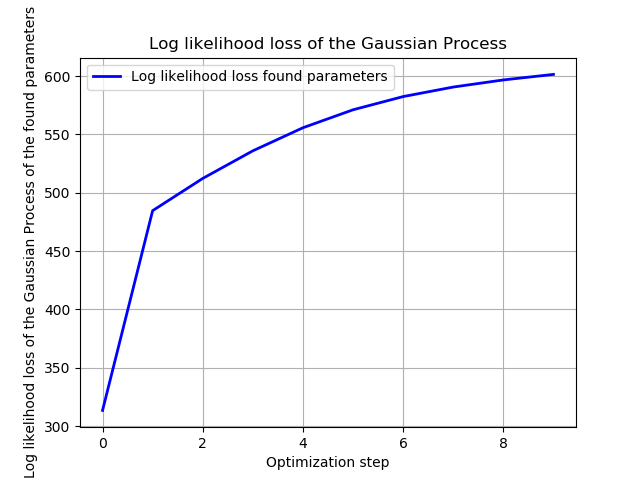 Log likelihood loss of the Gaussian Process
Log likelihood loss found parameters
Log likelihood loss of the Gaussian Process of the found parameters
600
550
500
450
400
350
300
0 2 4 6 8
Optimization step